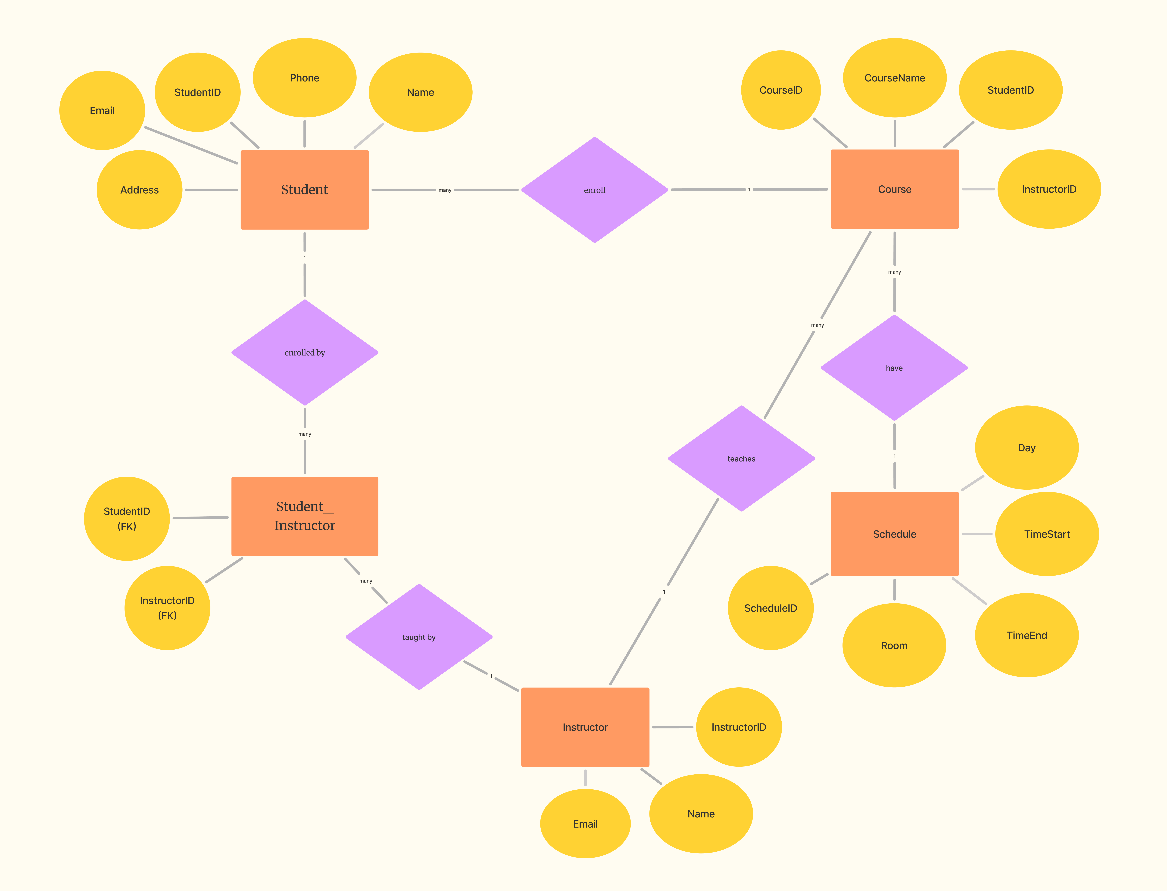 Phone
CourseName
StudentID
Name
CourseID
StudentID
Email
Address
Student
many
enroll
1
Course
InstructorID
many
many
enrolled by
have
many
Day
teaches
StudentID
(FK)
Student_
Instructor
Schedule
TimeStart
many
1
InstructorID
(FK)
ScheduleID
taught by
Room
TimeEnd
1
Instructor
InstructorID
Email
Name